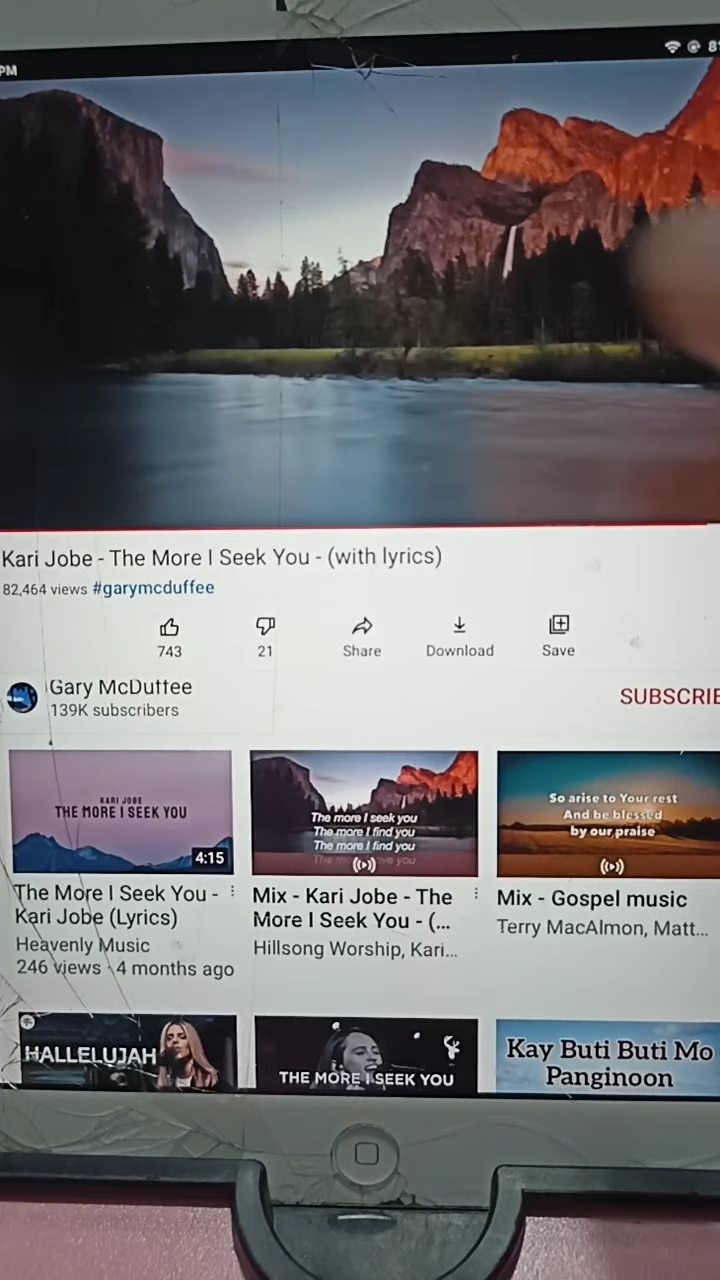 PM
Kari Jobe - The More I Seek You - (with lyrics)
82,464 views #garymcduffee
743
21
Share
Download
Save
Gary McDuffee
139K subscribers
SUBSCRIBE
KARI JOBE
THE MORE I SEEK YOU
4:15
The more I seek you
The more I find you
The more I find you
So arise to Your rest
And be blessed
by our praise
The More I Seek You -
Kari Jobe (Lyrics)
Heavenly Music
246 views · 4 months ago
Mix - Kari Jobe - The
More I Seek You - (...
Hillsong Worship, Kari...
Mix - Gospel music
Terry MacAlmon, Matt...
HALLELUJAH
THE MORE I SEEK YOU
Kay Buti Buti Mo
Panginoon